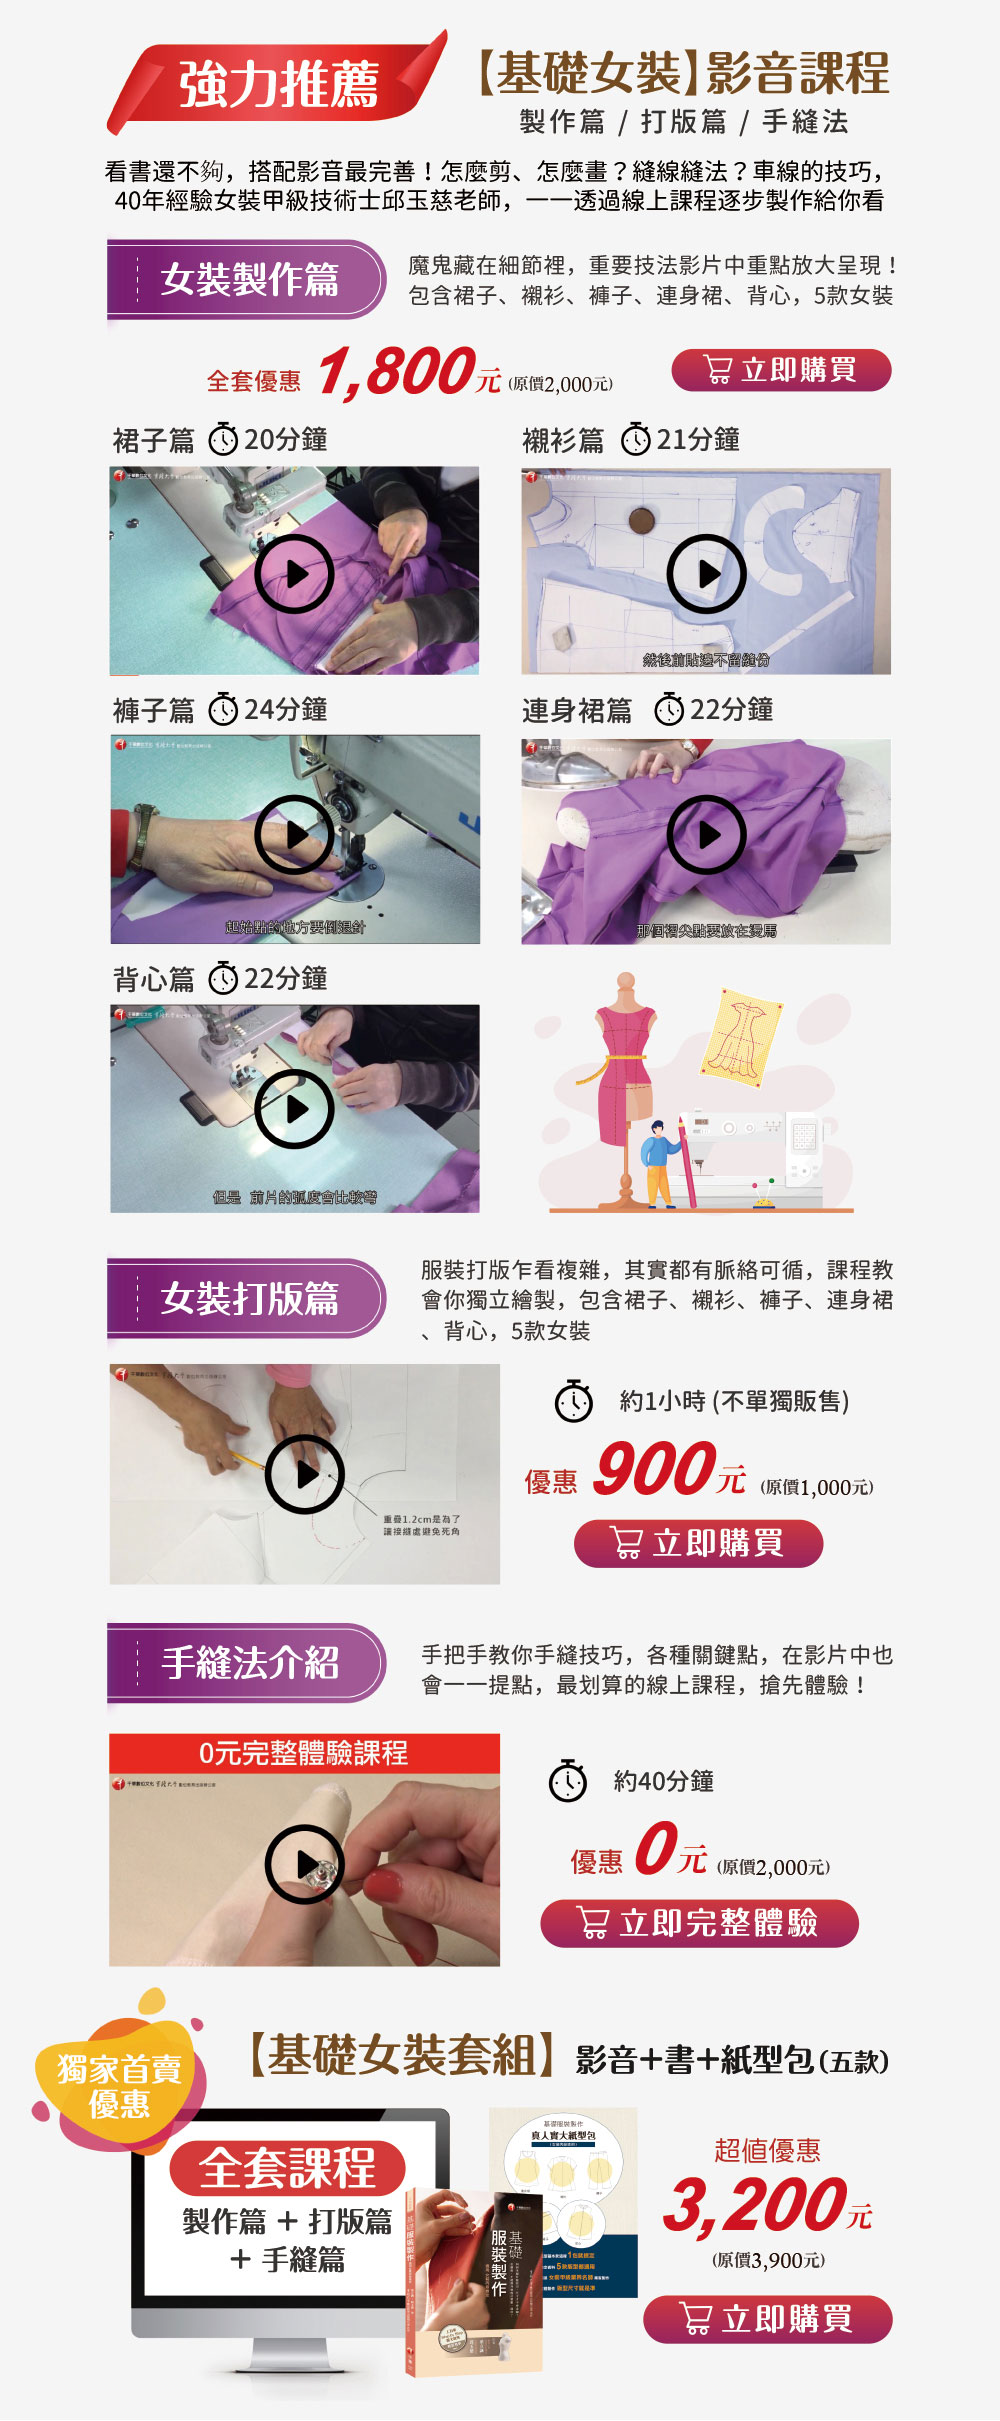 強力推薦
【基礎女裝】影音課程
製作篇 / 打版篇 / 手縫法
看書還不夠，搭配影音最完善！怎麼剪、怎麼畫？縫線縫法？車線的技巧，
40年經驗女裝甲級技術士邱玉慈老師，一一透過線上課程逐步製作給你看
女裝製作篇
魔鬼藏在細節裡，重要技法影片中重點放大呈現！
包含裙子、襯衫、褲子、連身裙、背心，5款女裝
全套優惠 1,800元 (原價2,000元)
立即購買
裙子篇 20分鐘
襯衫篇 21分鐘
然後前貼邊不留縫份
褲子篇 24分鐘
連身裙篇 22分鐘
起始點的地方要倒退針
那個褶尖點要放在燙馬
背心篇 22分鐘
但是 前片的弧度會比較彎
女裝打版篇
服裝打版乍看複雜，其實都有脈絡可循，課程教
會你獨立繪製，包含裙子、襯衫、褲子、連身裙
、背心，5款女裝
約1小時 (不單獨販售)
優惠 900元 (原價1,000元)
立即購買
重疊1.2cm是為了
讓接縫處避免死角
手縫法介紹
手把手教你手縫技巧，各種關鍵點，在影片中也
會一一提點，最划算的線上課程，搶先體驗！
0元完整體驗課程
約40分鐘
優惠 0元 (原價2,000元)
立即完整體驗
獨家首賣
優惠
【基礎女裝套組】影音+書+紙型包(五款)
全套課程
製作篇 + 打版篇
+ 手縫篇
基礎服裝製作
真人實大紙型包
基礎
服裝製作
超值優惠
3,200元
(原價3,900元)
立即購買